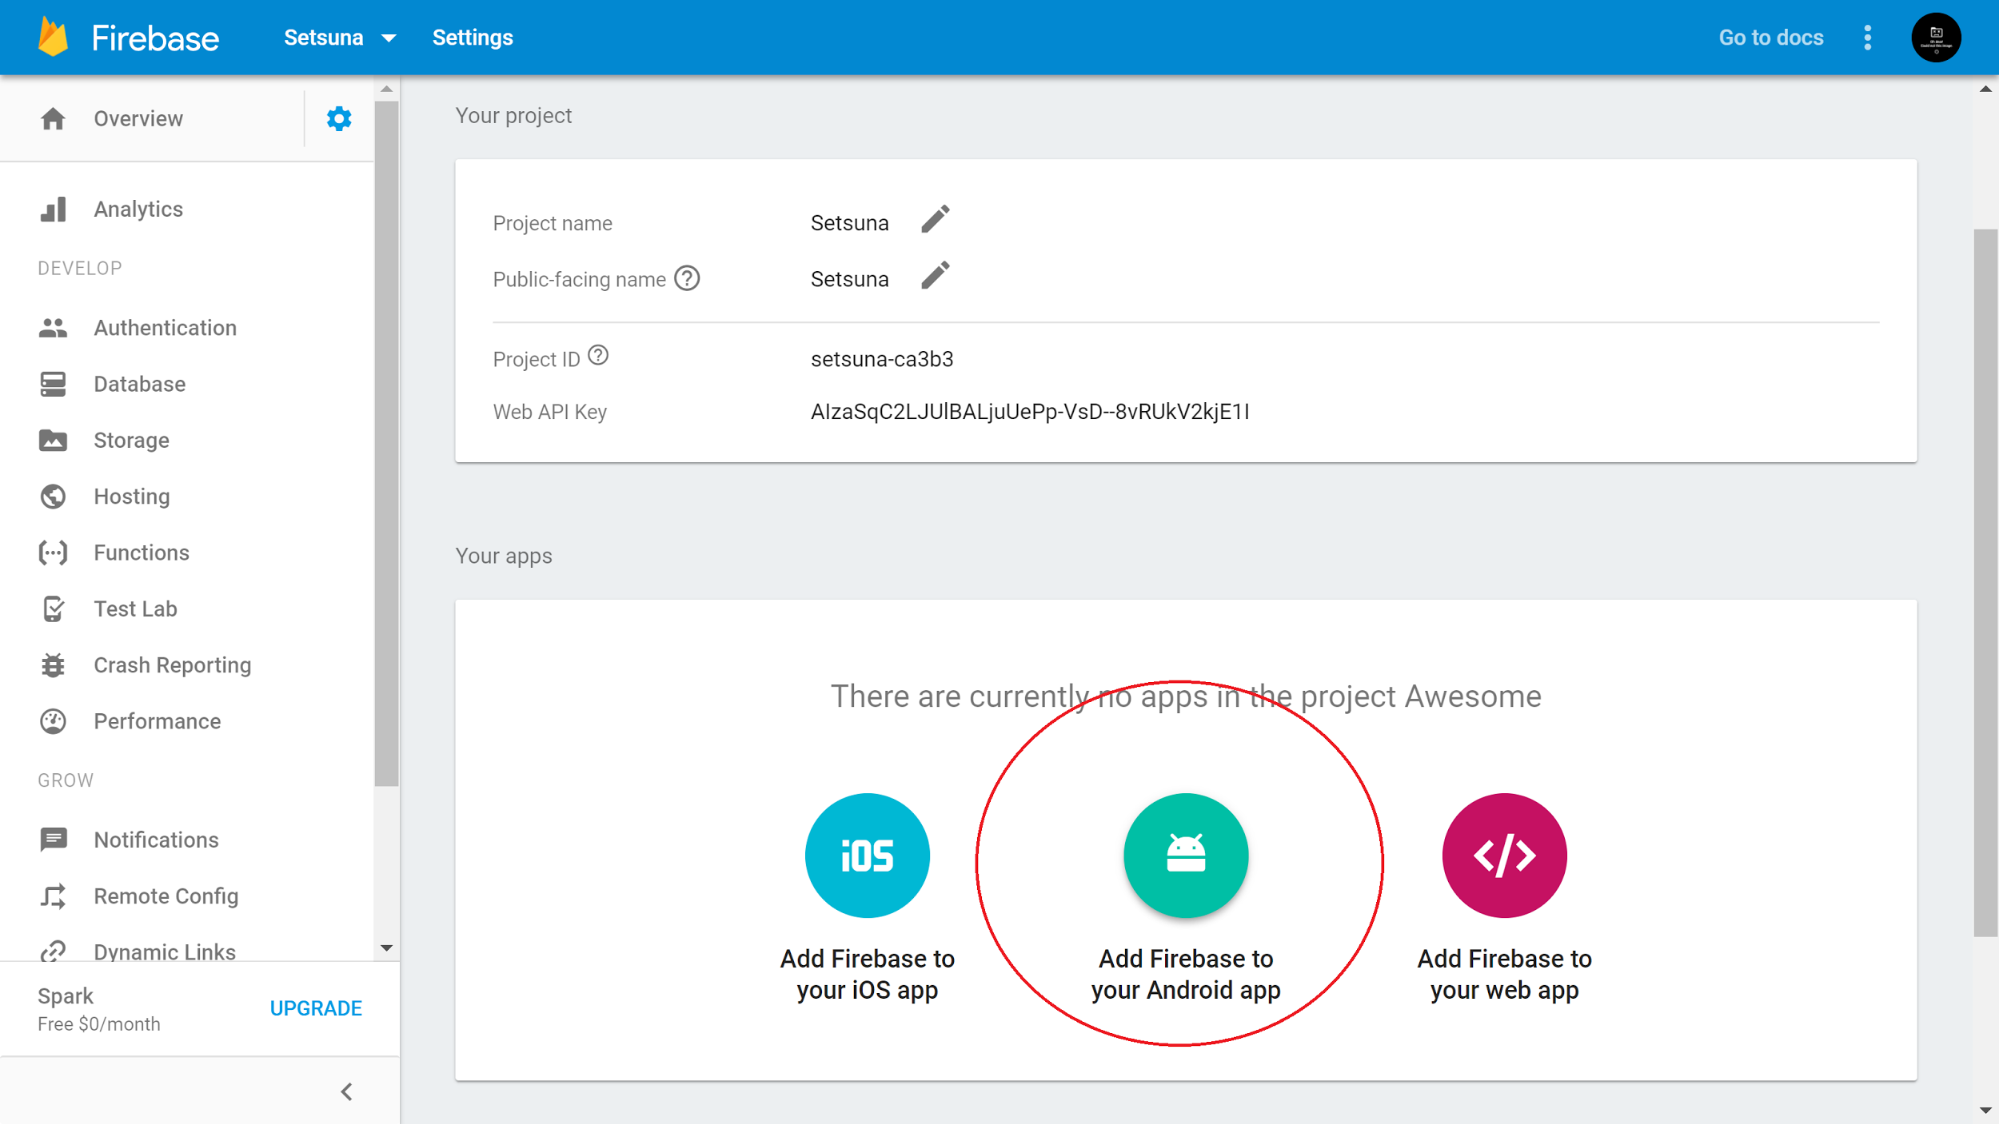 Firebase
Setsuna
Settings
Go to docs
Overview
Analytics
DEVELOP
Authentication
Database
Storage
Hosting
Functions
Test Lab
Crash Reporting
Performance
GROW
Notifications
Remote Config
Dynamic Links
Spark
Free $0/month
UPGRADE
Your project
Project name Setsuna
Public-facing name Setsuna
Project ID setsuna-ca3b3
Web API Key AIzaSqC2LJUlBALjuUePp-VsD--8vRUkV2kjE1I
Your apps
There are currently no apps in the project Awesome
iOS
Add Firebase to
your iOS app
Add Firebase to
your Android app
</>
Add Firebase to
your web app